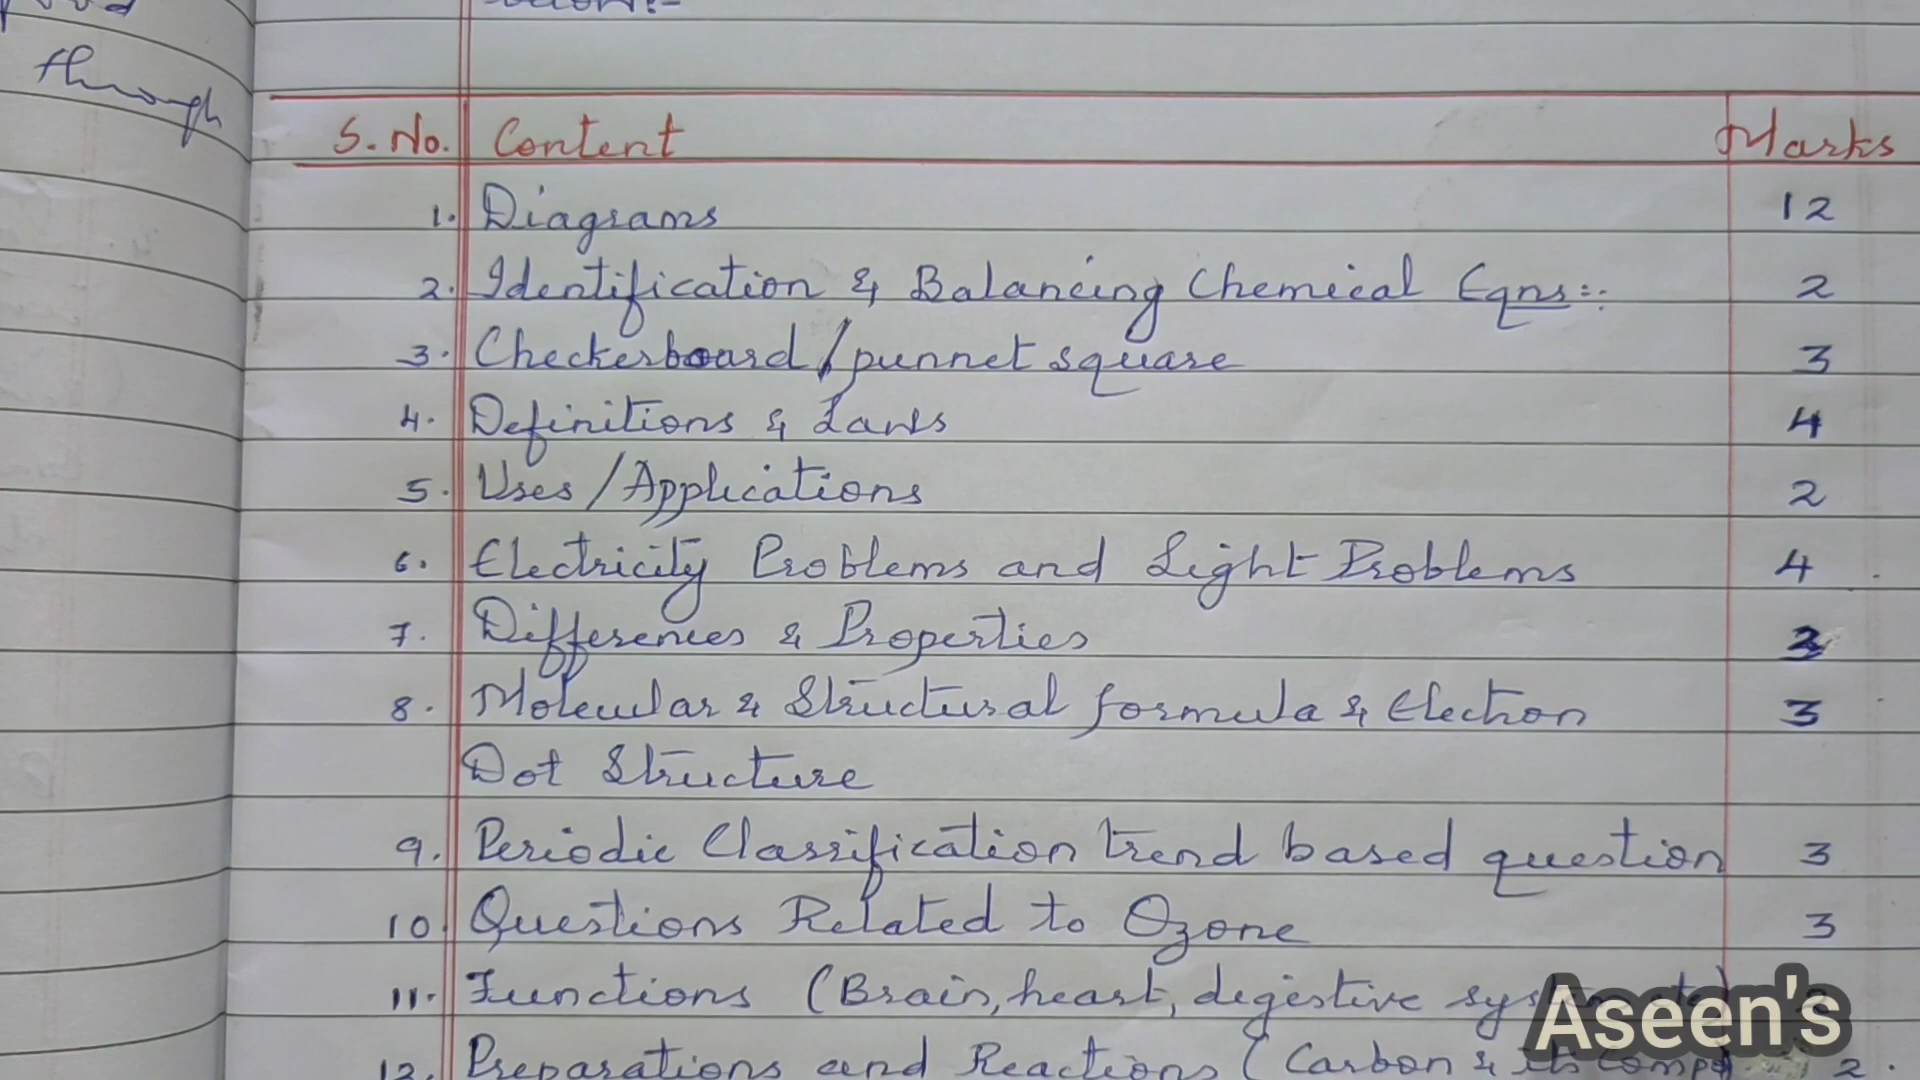 through
S. No. Content Marks
1. Diagrams 12
2. Identification & Balancing Chemical Eqns:. 2
3. Checkerboard/punnet square 3
4. Definitions & Laws 4
5. Uses/Applications 2
6. Electricity Problems and Light Problems 4
7. Differences & Properties
8. Molecular & Structural formula & Electron 3
Dot Structure
9. Periodic Classification trend based question 3
10. Questions Related to Ozone 3
11. Functions (Brain, heart, digestive system etc)
12. Preparations and Reactions (Carbon & its 2
Aseen's